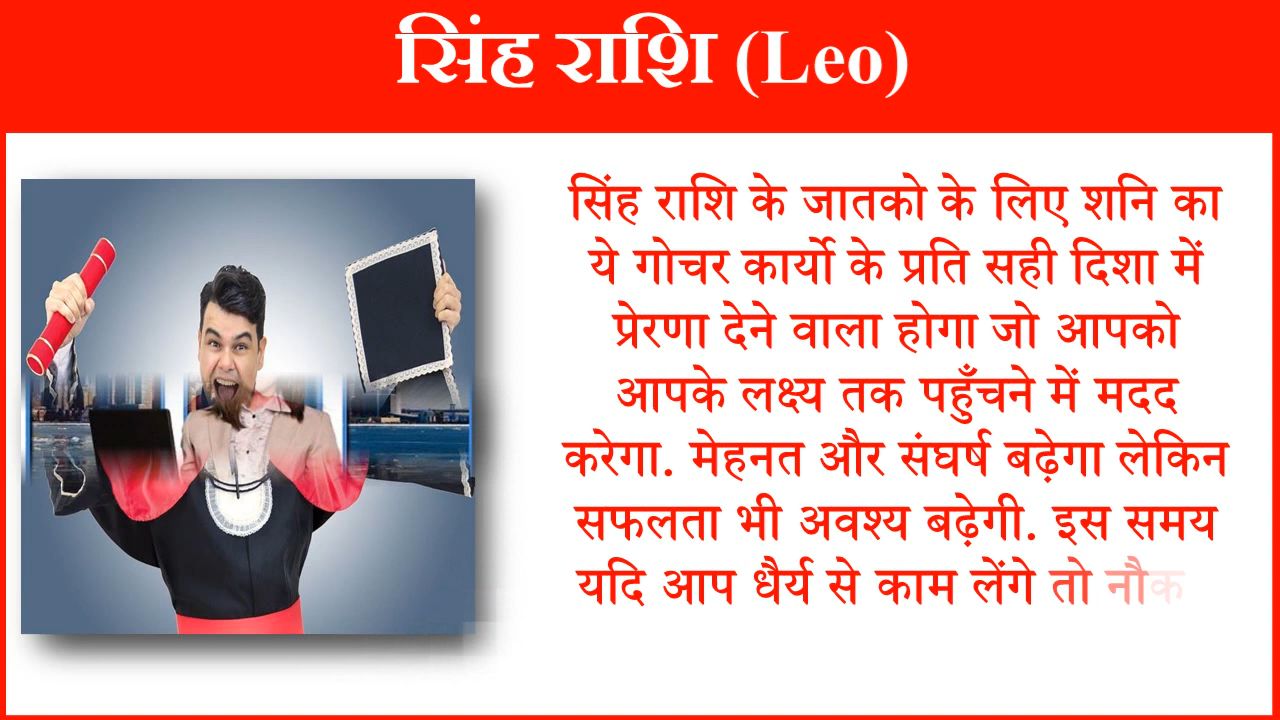 सिंह राशि (Leo)
सिंह राशि के जातको के लिए शनि का
ये गोचर कार्यो के प्रति सही दिशा में
प्रेरणा देने वाला होगा जो आपको
आपके लक्ष्य तक पहुँचने में मदद
करेगा. मेहनत और संघर्ष बढ़ेगा लेकिन
सफलता भी अवश्य बढ़ेगी. इस समय
यदि आप धैर्य से काम लेंगे तो नौक